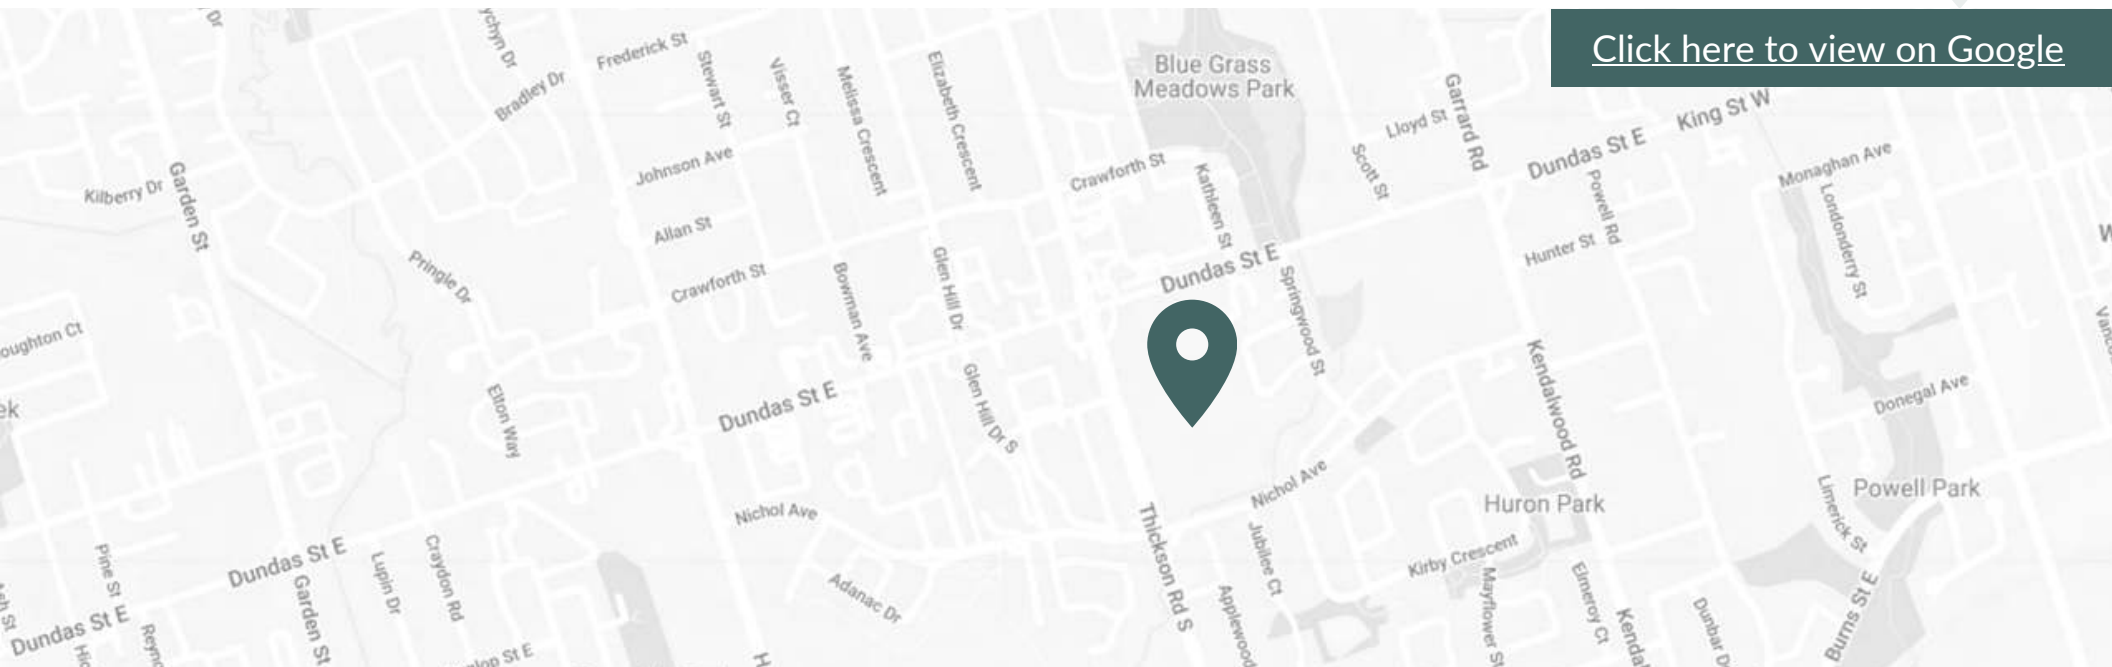 Click here to view on Google
Frederick St
Bradley Dr
Stewart St
Visser Ct
Melissa Crescent
Elizabeth Crescent
Blue Grass
Meadows Park
Garrard Rd
Lloyd St
King St W
Dundas St E
Scott St
Powell Rd
Monaghan Ave
Londonderry St
Kilberry Dr
Garden St
Johnson Ave
Allan St
Crawforth St
Crawforth St
Kathleen St
Hunter St
Pringle Dr
Bowman Ave
Glen Hill Dr
Dundas St E
Springwood St
Elton Way
Dundas St E
Glen Hill Dr S
Kendalwood Rd
Donegal Ave
Nichol Ave
Nichol Ave
Huron Park
Powell Park
Limerick St
Thickson Rd S
Jubilee Ct
Kirby Crescent
Pine St
Dundas St E
Lupin Dr
Craydon Rd
Adanac Dr
Applewood
Mayflower St
Elmeroy Ct
Burns St E
Dundas St E
Garden St